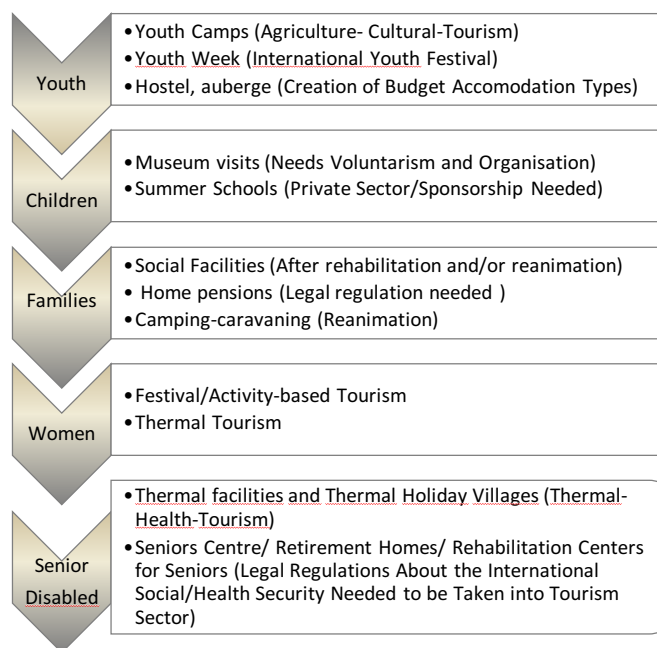 Youth
•Youth Camps (Agriculture- Cultural-Tourism)
•Youth Week (International Youth Festival)
•Hostel, auberge (Creation of Budget Accomodation Types)
Children
•Museum visits (Needs Voluntarism and Organisation)
•Summer Schools (Private Sector/Sponsorship Needed)
Families
•Social Facilities (After rehabilitation and/or reanimation)
• Home pensions (Legal regulation needed )
•Camping-caravaning (Reanimation)
Women
•Festival/Activity-based Tourism
•Thermal Tourism
Senior
Disabled
•Thermal facilities and Thermal Holiday Villages (Thermal-
Health-Tourism)
•Seniors Centre/ Retirement Homes/ Rehabilitation Centers
for Seniors (Legal Regulations About the International
Social/Health Security Needed to be Taken into Tourism
Sector)